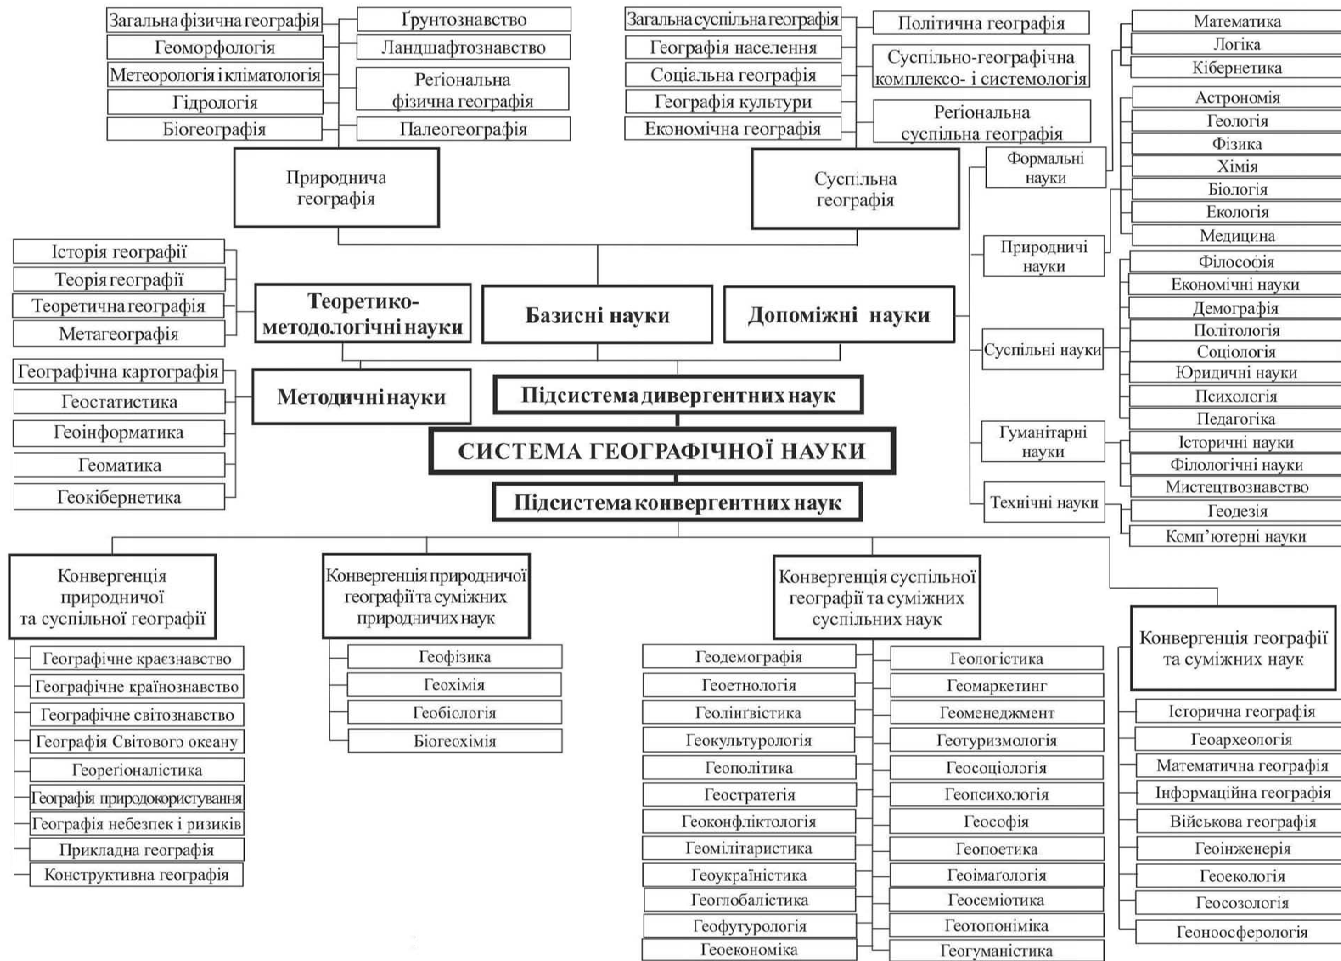 Загальна фізична географія
Геоморфологія
Метеорологія і кліматологія
Гідрологія
Біогеографія
Ґрунтознавство
Ландшафтознавство
Регіональна
фізична географія
Палеогеографія
Природнича
географія
Загальна суспільна географія
Географія населення
Соціальна географія
Географія культури
Економічна географія
Політична географія
Суспільно-географічна
комплексо- і системологія
Регіональна
суспільна географія
Суспільна
географія
Математика
Логіка
Кібернетика
Формальні
науки
Астрономія
Геологія
Фізика
Хімія
Біологія
Екологія
Медицина
Природничі
науки
Філософія
Економічні науки
Демографія
Політологія
Соціологія
Юридичні науки
Психологія
Педагогіка
Суспільні науки
Гуманітарні
науки
Історичні науки
Філологічні науки
Мистецтвознавство
Технічні науки
Геодезія
Комп’ютерні науки
Історія географії
Теорія географії
Теоретична географія
Метагеографія
Теоретико-
методологічні науки
Базисні науки
Допоміжні науки
Географічна картографія
Геостатистика
Геоінформатика
Геоматика
Геокібернетика
Методичні науки
Підсистема дивергентних наук
СИСТЕМА ГЕОГРАФІЧНОЇ НАУКИ
Підсистема конвергентних наук
Конвергенція
природничої
та суспільної географії
Географічне краєзнавство
Географічне країнознавство
Географічне світознавство
Географія Світового океану
Геореґіоналістика
Географія природокористування
Географія небезпек і ризиків
Прикладна географія
Конструктивна географія
Конвергенція природничої
географії та суміжних
природничих наук
Геофізика
Геохімія
Геобіологія
Біогеохімія
Конвергенція суспільної
географії та суміжних
суспільних наук
Геодемографія
Геоетнологія
Геолінґвістика
Геокультурологія
Геополітика
Геостратегія
Геоконфліктологія
Геомілітаристика
Геоукраїністика
Геоглобалістика
Геофутурологія
Геоекономіка
Геологістика
Геомаркетинг
Геоменеджмент
Геотуризмологія
Геосоціологія
Геопсихологія
Геософія
Геопоетика
Геоімаґологія
Геосеміотика
Геотопоніміка
Геогуманістика
Конвергенція географії
та суміжних наук
Історична географія
Геоархеологія
Математична географія
Інформаційна географія
Військова географія
Геоінженерія
Геоекологія
Геосозологія
Геоноосферологія